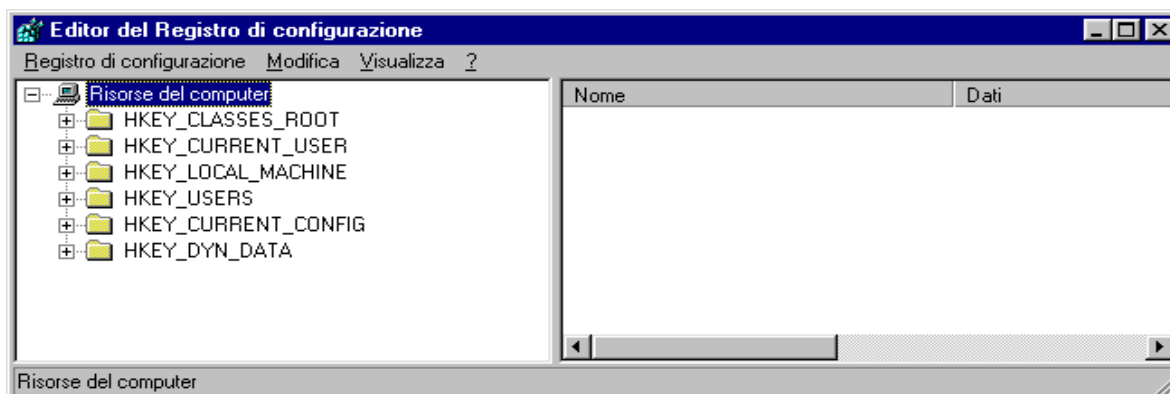 Editor del Registro di configurazione
Registro di configurazione Modifica Visualizza ?
Risorse del computer
HKEY_CLASSES_ROOT
HKEY_CURRENT_USER
HKEY_LOCAL_MACHINE
HKEY_USERS
HKEY_CURRENT_CONFIG
HKEY_DYN_DATA
Nome Dati
Risorse del computer